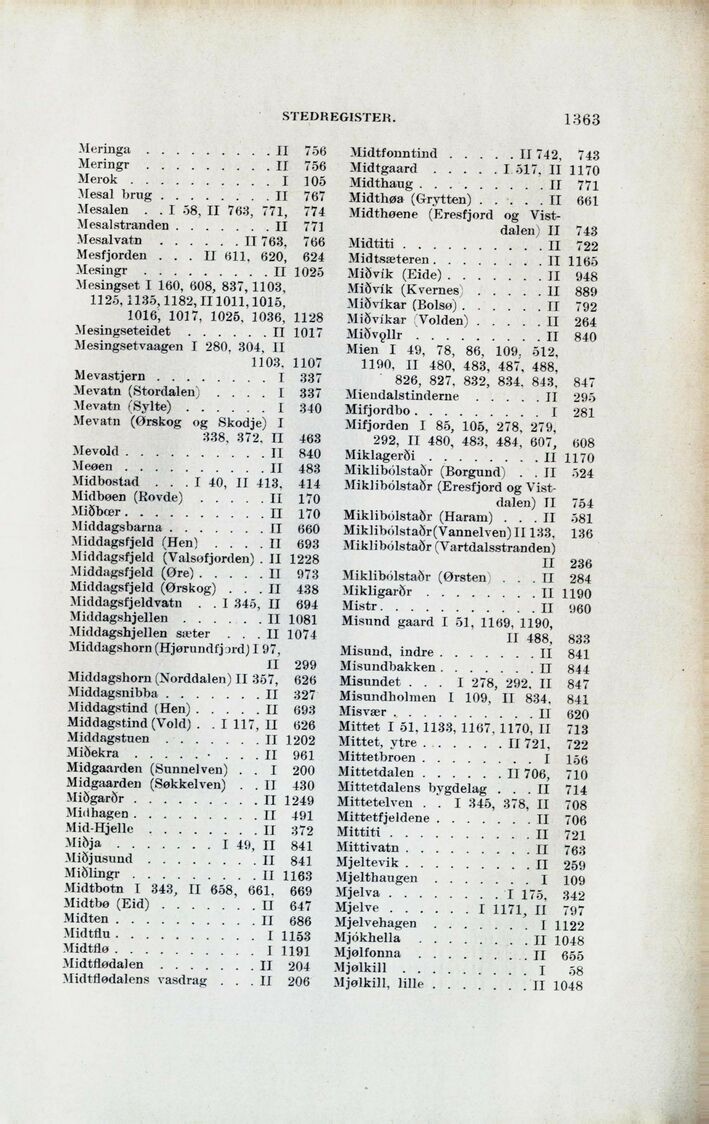 STEDREGISTER. 1363
Meringa . . . . . . . . . II 756
Meringr . . . . . . . . . II 756
Merok . . . . . . . . . . I 105
Mesal brug . . . . . . . . II 767
Mesalen . . I 58, II 763, 771, 774
Mesalstranden . . . . . . . II 771
Mesalvatn . . . . . . II 763, 766
Mesfjorden . . . II 611, 620, 624
Mesingr . . . . . . . . . II 1025
Mesingset I 160, 608, 837, 1103,
1125, 1135, 1182, II 1011, 1015,
1016, 1017, 1025, 1036, 1128
Mesingseteidet . . . . . . II 1017
Mesingsetvaagen I 280, 304, II
1103, 1107
Mevastjern . . . . . . . . I 337
Mevatn (Stordalen) . . . . . I 337
Mevatn (Sylte) . . . . . . I 340
Mevatn (Ørskog og Skodje) I
338, 372, II 463
Mevold . . . . . . . . . . II 840
Meøen . . . . . . . . . . II 483
Midbostad . . . I 40, II 413, 414
Midbøen (Rovde) . . . . . II 170
Miðbœr . . . . . . . . . . II 170
Middagsbarna . . . . . . . II 660
Middagsfjeld (Hen) . . . . II 693
Middagsfjeld (Valsøfjorden) . II 1228
Middagsfjeld (Øre) . . . . . II 973
Middagsfjeld (Ørskog) . . . II 438
Middagsfjeldvatn . . I 345, II 694
Middagshjellen . . . . . . II 1081
Middagshjellen sæter . . . II 1074
Middagshorn (Hjørundfjord) I 97,
II 299
Middagshorn (Norddalen) II 357, 626
Middagsnibba . . . . . . . II 327
Middagstind (Hen) . . . . . II 693
Middagstind (Vold) . . I 117, II 626
Middagstuen . . . . . . . II 1202
Miðekra . . . . . . . . . II 961
Midgaarden (Sunnelven) . . I 200
Midgaarden (Søkkelven) . . II 430
Miðgarðr . . . . . . . . . II 1249
Midhagen . . . . . . . . . II 491
Mid-Hjelle . . . . . . . . II 372
Miðja . . . . . . . I 49, II 841
Miðjusund . . . . . . . . II 841
Miðlingr . . . . . . . . . II 1163
Midtbotn I 343, II 658, 661, 669
Midtbø (Eid) . . . . . . . II 647
Midten . . . . . . . . . . II 686
Midtflu . . . . . . . . . . I 1153
Midtflø . . . . . . . . . . I 1191
Midtflødalen . . . . . . . II 204
Midtflødalens vasdrag . . . II 206
Midtfonntind . . . . . II 742, 743
Midtgaard . . . . . I 517, II 1170
Midthaug . . . . . . . . . II 771
Midthøa (Grytten) . . . . . II 661
Midthøene (Eresfjord og Vist-
dalen) II 743
Midtiti . . . . . . . . . . II 722
Midtsæteren . . . . . . . . II 1165
Miðvík (Eide) . . . . . . . II 948
Miðvík (Kvernes) . . . . . II 889
Miðvíkar (Bolsø) . . . . . . II 792
Miðvíkar (Volden) . . . . . II 264
Miðvǫllr . . . . . . . . . II 840
Mien I 49, 78, 86, 109, 512,
1190, II 480, 483, 487, 488,
826, 827, 832, 834, 843, 847
Miendalstinderne . . . . . II 295
Mifjordbo . . . . . . . . . I 281
Mifjorden I 85, 105, 278, 279,
292, II 480, 483, 484, 607, 608
Miklagerði . . . . . . . . II 1170
Miklibólstaðr (Borgund) . . II 524
Miklibólstaðr (Eresfjord og Vist-
dalen) II 754
Miklibólstaðr (Haram) . . . II 581
Miklibólstaðr (Vannelven) II 133, 136
Miklibólstaðr (Vartdalsstranden)
II 236
Miklibólstaðr (Ørsten) . . . II 284
Mikligarðr . . . . . . . . II 1190
Mistr . . . . . . . . . . . II 960
Misund gaard I 51, 1169, 1190,
II 488, 833
Misund, indre . . . . . . . II 841
Misundbakken . . . . . . . II 844
Misundet . . . I 278, 292, II 847
Misundholmen I 109, II 834, 841
Misvær . . . . . . . . . . II 620
Mittet I 51, 1133, 1167, 1170, II 713
Mittet, ytre . . . . . . II 721, 722
Mittetbroen . . . . . . . . I 156
Mittetdalen . . . . . . II 706, 710
Mittetdalens bygdelag . . . II 714
Mittetelven . . I 345, 378, II 708
Mittetfjeldene . . . . . . . II 706
Mittiti . . . . . . . . . . II 721
Mittivatn . . . . . . . . . II 763
Mjeltevik . . . . . . . . . II 259
Mjelthaugen . . . . . . . . I 109
Mjelva . . . . . . . . I 175, 342
Mjelve . . . . . . I 1171, II 797
Mjelvehagen . . . . . . . . I 1122
Mjókhella . . . . . . . . II 1048
Mjølfonna . . . . . . . . II 655
Mjølkill . . . . . . . . . . I 58
Mjølkill, lille . . . . . . . II 1048